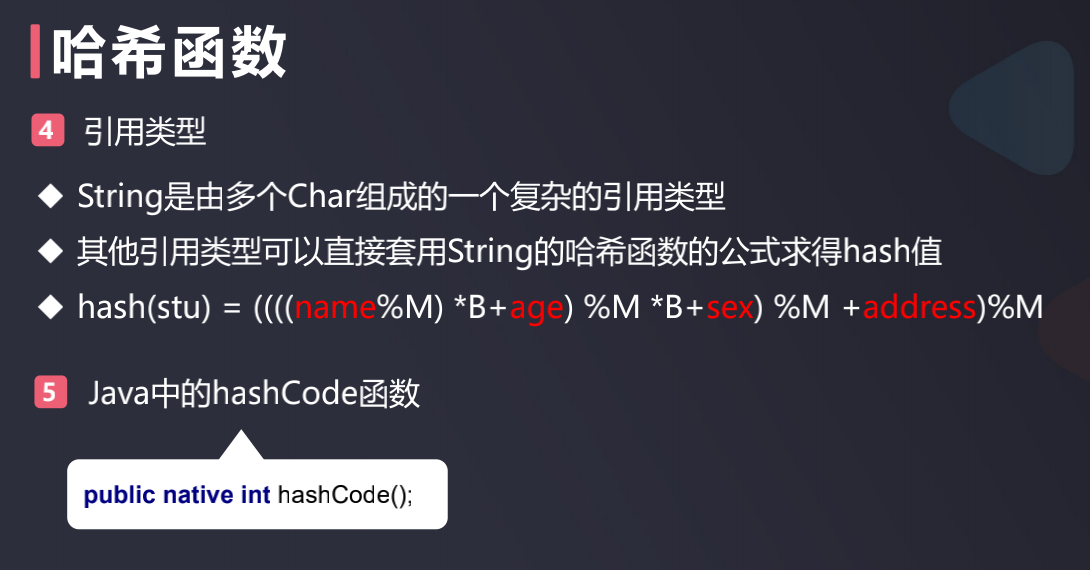 哈希函数
4 引用类型
◆ String是由多个Char组成的一个复杂的引用类型
◆ 其他引用类型可以直接套用String的哈希函数的公式求得hash值
◆ hash(stu) = ((((name%M) *B+age) %M *B+sex) %M +address)%M
5 Java中的hashCode函数
public native int hashCode();